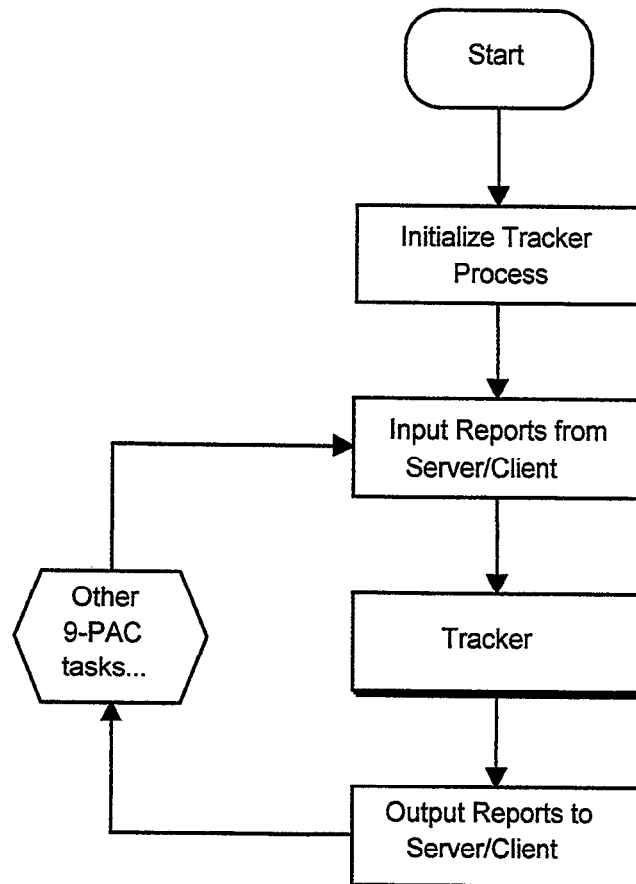 Start
Initialize Tracker
Process
Input Reports from
Server/Client
Tracker
Output Reports to
Server/Client
Other
9-PAC
tasks...